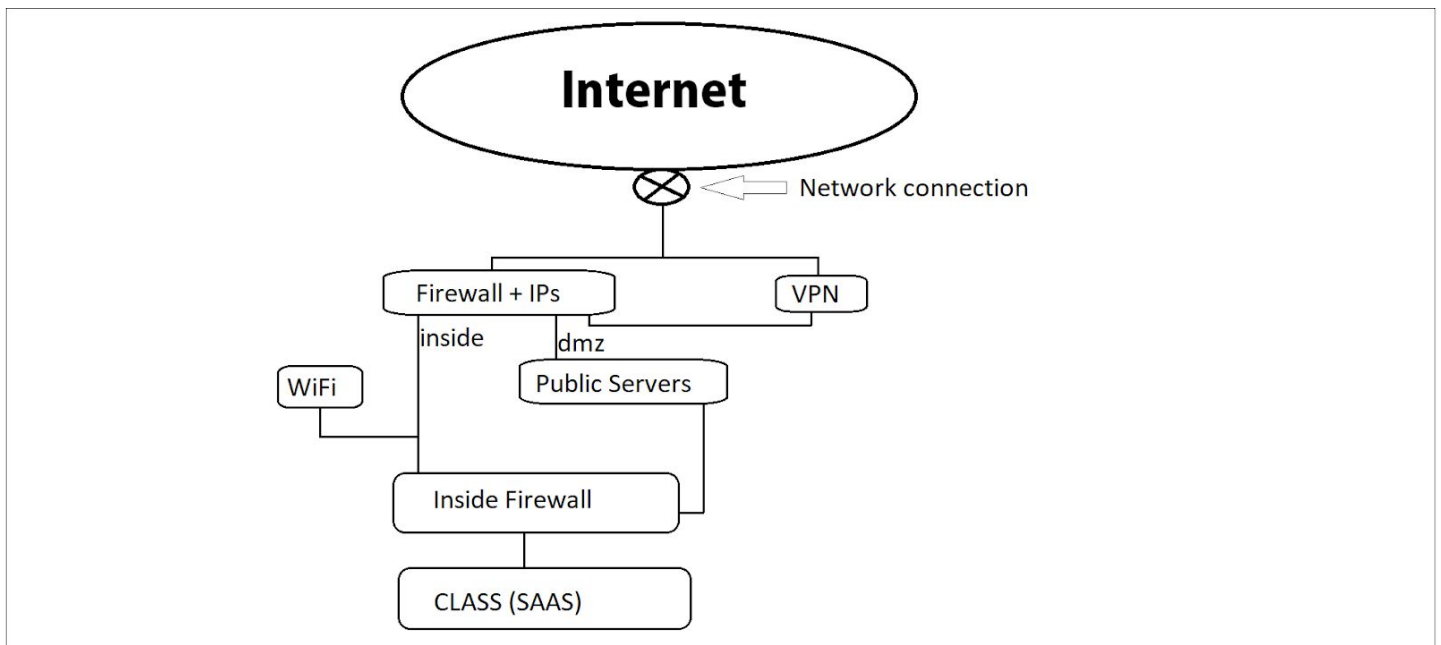 Internet
Network connection
Firewall + IPs
VPN
inside
dmz
WiFi
Public Servers
Inside Firewall
CLASS (SAAS)